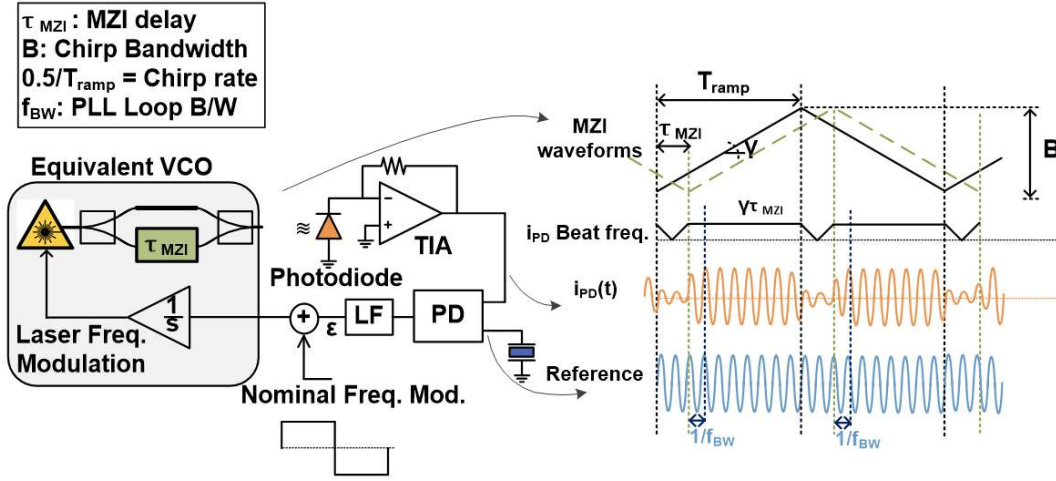 τ MZI : MZI delay
B: Chirp Bandwidth
0.5/Tramp = Chirp rate
fBW: PLL Loop B/W
Equivalent VCO
τ MZI
Laser Freq.
Modulation
1/s
Photodiode
TIA
-
+
≋
+
ε
LF
PD
Nominal Freq. Mod.
Tramp
MZI
waveforms
τ MZI
γ
B
iPD Beat freq.
γτ MZI
iPD(t)
Reference
1/fBW
1/fBW